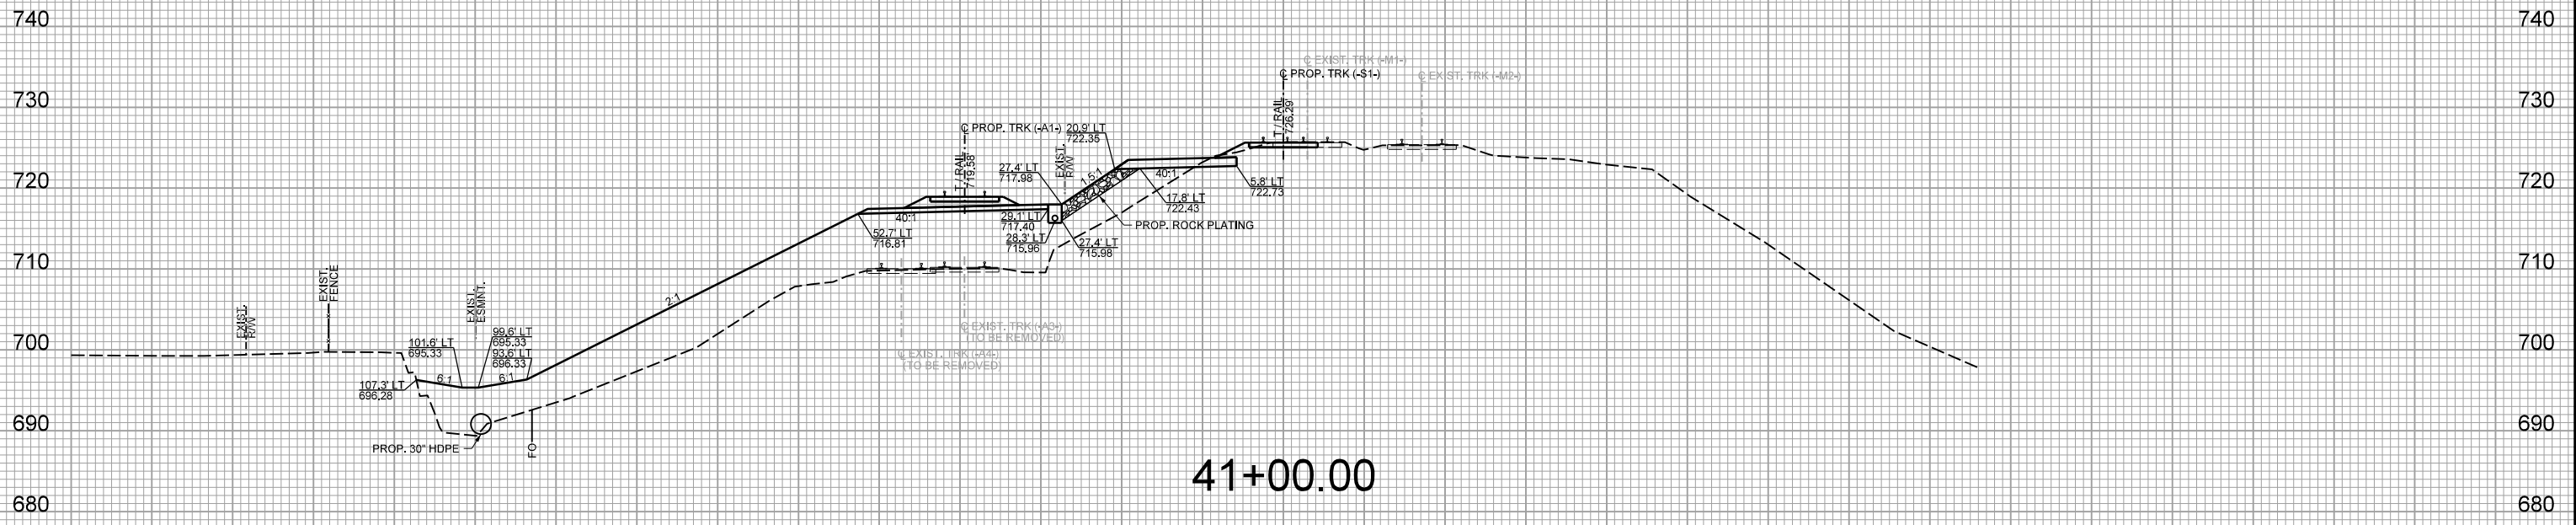 740
740
℄ EXIST. TRK (-M1-)
℄ PROP. TRK (-S1-)
℄ EXIST. TRK (-M2-)
730
730
T / RAIL
726.29'
℄ PROP. TRK (-A1-)
20.9' LT
722.35
T / RAIL
719.58'
EXIST.
R/W
27.4' LT
717.98
1.5:1
40:1
5.8' LT
722.73
720
720
17.8' LT
722.43
40:1
29.1' LT
717.40
PROP. ROCK PLATING
52.7' LT
716.81
28.3' LT
715.96
27.4' LT
715.98
710
710
EXIST.
FENCE
EXIST.
ESMNT.
2:1
EXIST.
R/W
℄ EXIST. TRK (-A3-)
(TO BE REMOVED)
99.6' LT
695.33
700
700
101.6' LT
695.33
93.6' LT
696.33
℄ EXIST. TRK (-A4-)
(TO BE REMOVED)
6:1
6:1
107.3' LT
696.28
690
690
PROP. 30" HDPE
FO
41+00.00
680
680